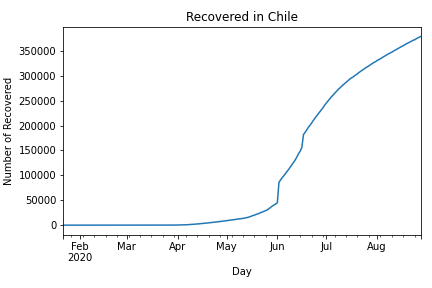 Recovered in Chile
Number of Recovered
350000
300000
250000
200000
150000
100000
50000
0
Feb Mar Apr May Jun Jul Aug
2020
Day